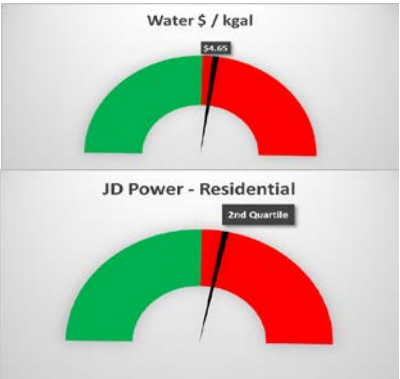 Water $ / kgal
$4.65
JD Power - Residential
2nd Quartile